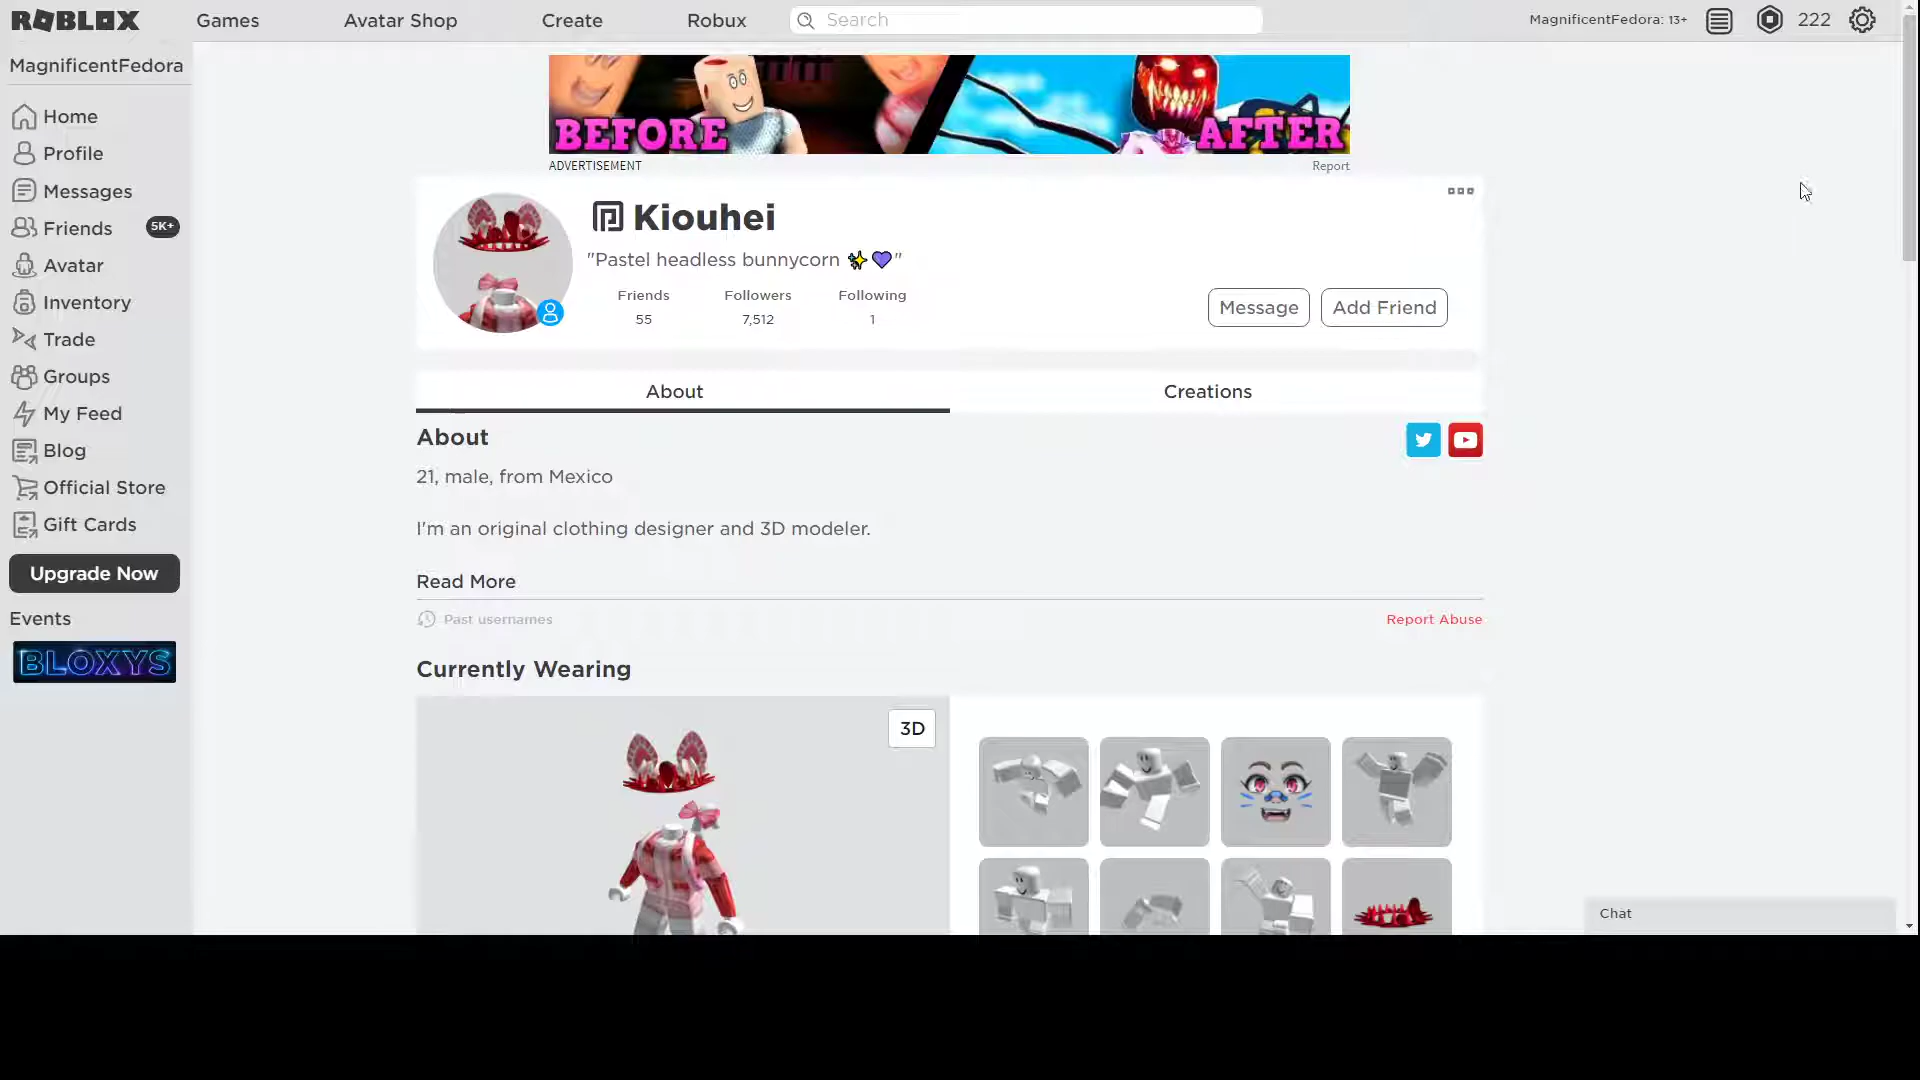 ROBLOX
Games
Avatar Shop
Create
Robux
Search
MagnificentFedora: 13+
222
MagnificentFedora
Home
Profile
Messages
Friends
5K+
Avatar
Inventory
Trade
Groups
My Feed
Blog
Official Store
Gift Cards
Upgrade Now
Events
BLOXYS
BEFORE
AFTER
ADVERTISEMENT
Report
Kiouhei
"Pastel headless bunnycorn ✨💜"
Friends
Followers
Following
55
7,512
1
Message
Add Friend
About
Creations
About
21, male, from Mexico
I'm an original clothing designer and 3D modeler.
Read More
Past usernames
Report Abuse
Currently Wearing
3D
Chat